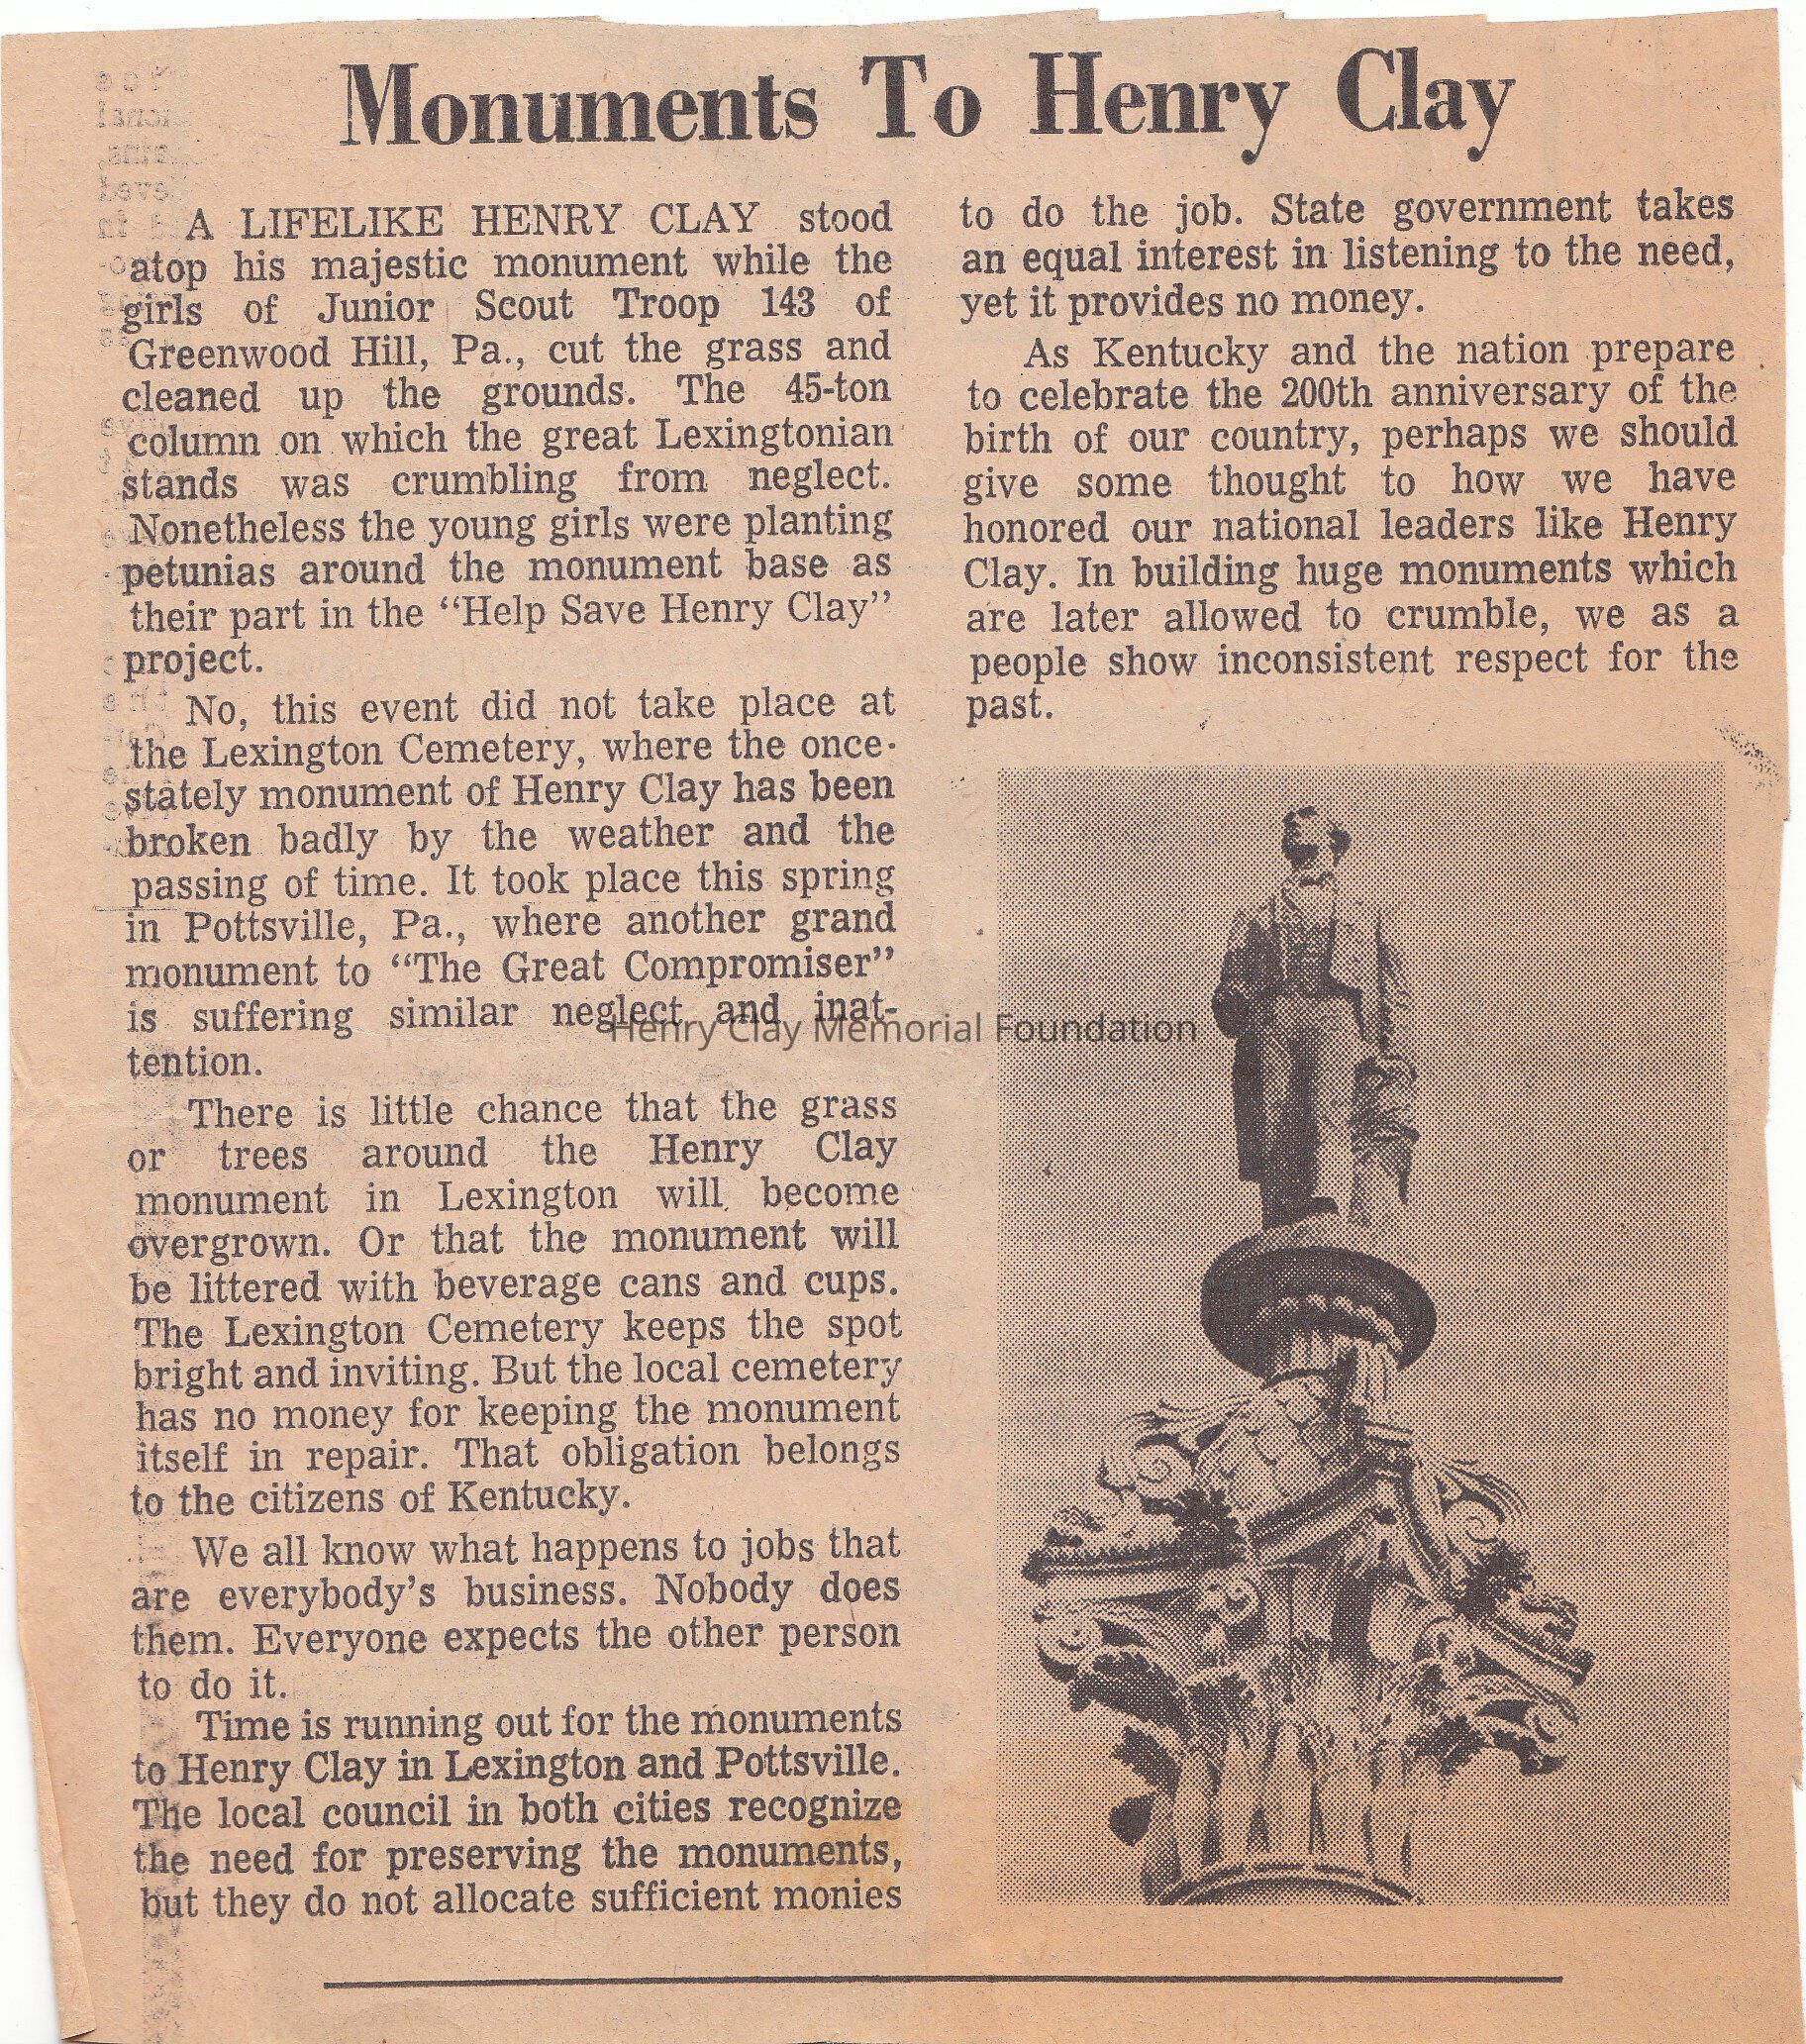 Monuments To Henry Clay
A LIFELIKE HENRY CLAY stood
atop his majestic monument while the
girls of Junior Scout Troop 143 of
Greenwood Hill, Pa., cut the grass and
cleaned up the grounds. The 45-ton
column on which the great Lexingtonian
stands was crumbling from neglect.
Nonetheless the young girls were planting
petunias around the monument base as
their part in the “Help Save Henry Clay”
project.
No, this event did not take place at
the Lexington Cemetery, where the once-
stately monument of Henry Clay has been
broken badly by the weather and the
passing of time. It took place this spring
in Pottsville, Pa., where another grand
monument to “The Great Compromiser”
is suffering similar neglect and inat-
tention.
There is little chance that the grass
or trees around the Henry Clay
monument in Lexington will become
overgrown. Or that the monument will
be littered with beverage cans and cups.
The Lexington Cemetery keeps the spot
bright and inviting. But the local cemetery
has no money for keeping the monument
itself in repair. That obligation belongs
to the citizens of Kentucky.
We all know what happens to jobs that
are everybody’s business. Nobody does
them. Everyone expects the other person
to do it.
Time is running out for the monuments
to Henry Clay in Lexington and Pottsville.
The local council in both cities recognize
the need for preserving the monuments,
but they do not allocate sufficient monies
to do the job. State government takes
an equal interest in listening to the need,
yet it provides no money.
As Kentucky and the nation prepare
to celebrate the 200th anniversary of the
birth of our country, perhaps we should
give some thought to how we have
honored our national leaders like Henry
Clay. In building huge monuments which
are later allowed to crumble, we as a
people show inconsistent respect for the
past.
Henry Clay Memorial Foundation